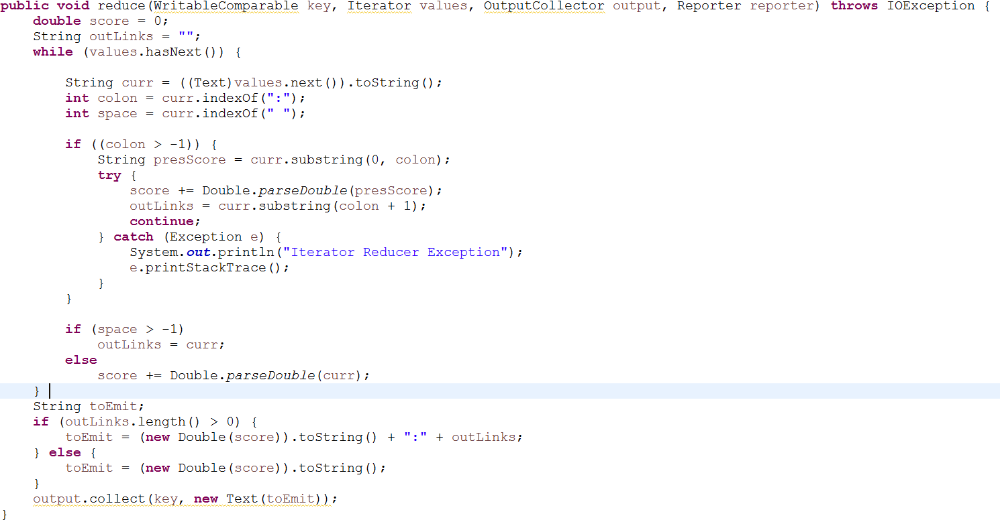 public void reduce(WritableComparable key, Iterator values, OutputCollector output, Reporter reporter) throws IOException {
    double score = 0;
    String outLinks = "";
    while (values.hasNext()) {

        String curr = ((Text)values.next()).toString();
        int colon = curr.indexOf(":");
        int space = curr.indexOf(" ");

        if ((colon > -1)) {
            String presScore = curr.substring(0, colon);
            try {
                score += Double.parseDouble(presScore);
                outLinks = curr.substring(colon + 1);
                continue;
            } catch (Exception e) {
                System.out.println("Iterator Reducer Exception");
                e.printStackTrace();
            }
        }

        if (space > -1)
            outLinks = curr;
        else
            score += Double.parseDouble(curr);
    }
    String toEmit;
    if (outLinks.length() > 0) {
        toEmit = (new Double(score)).toString() + ":" + outLinks;
    } else {
        toEmit = (new Double(score)).toString();
    }
    output.collect(key, new Text(toEmit));
}